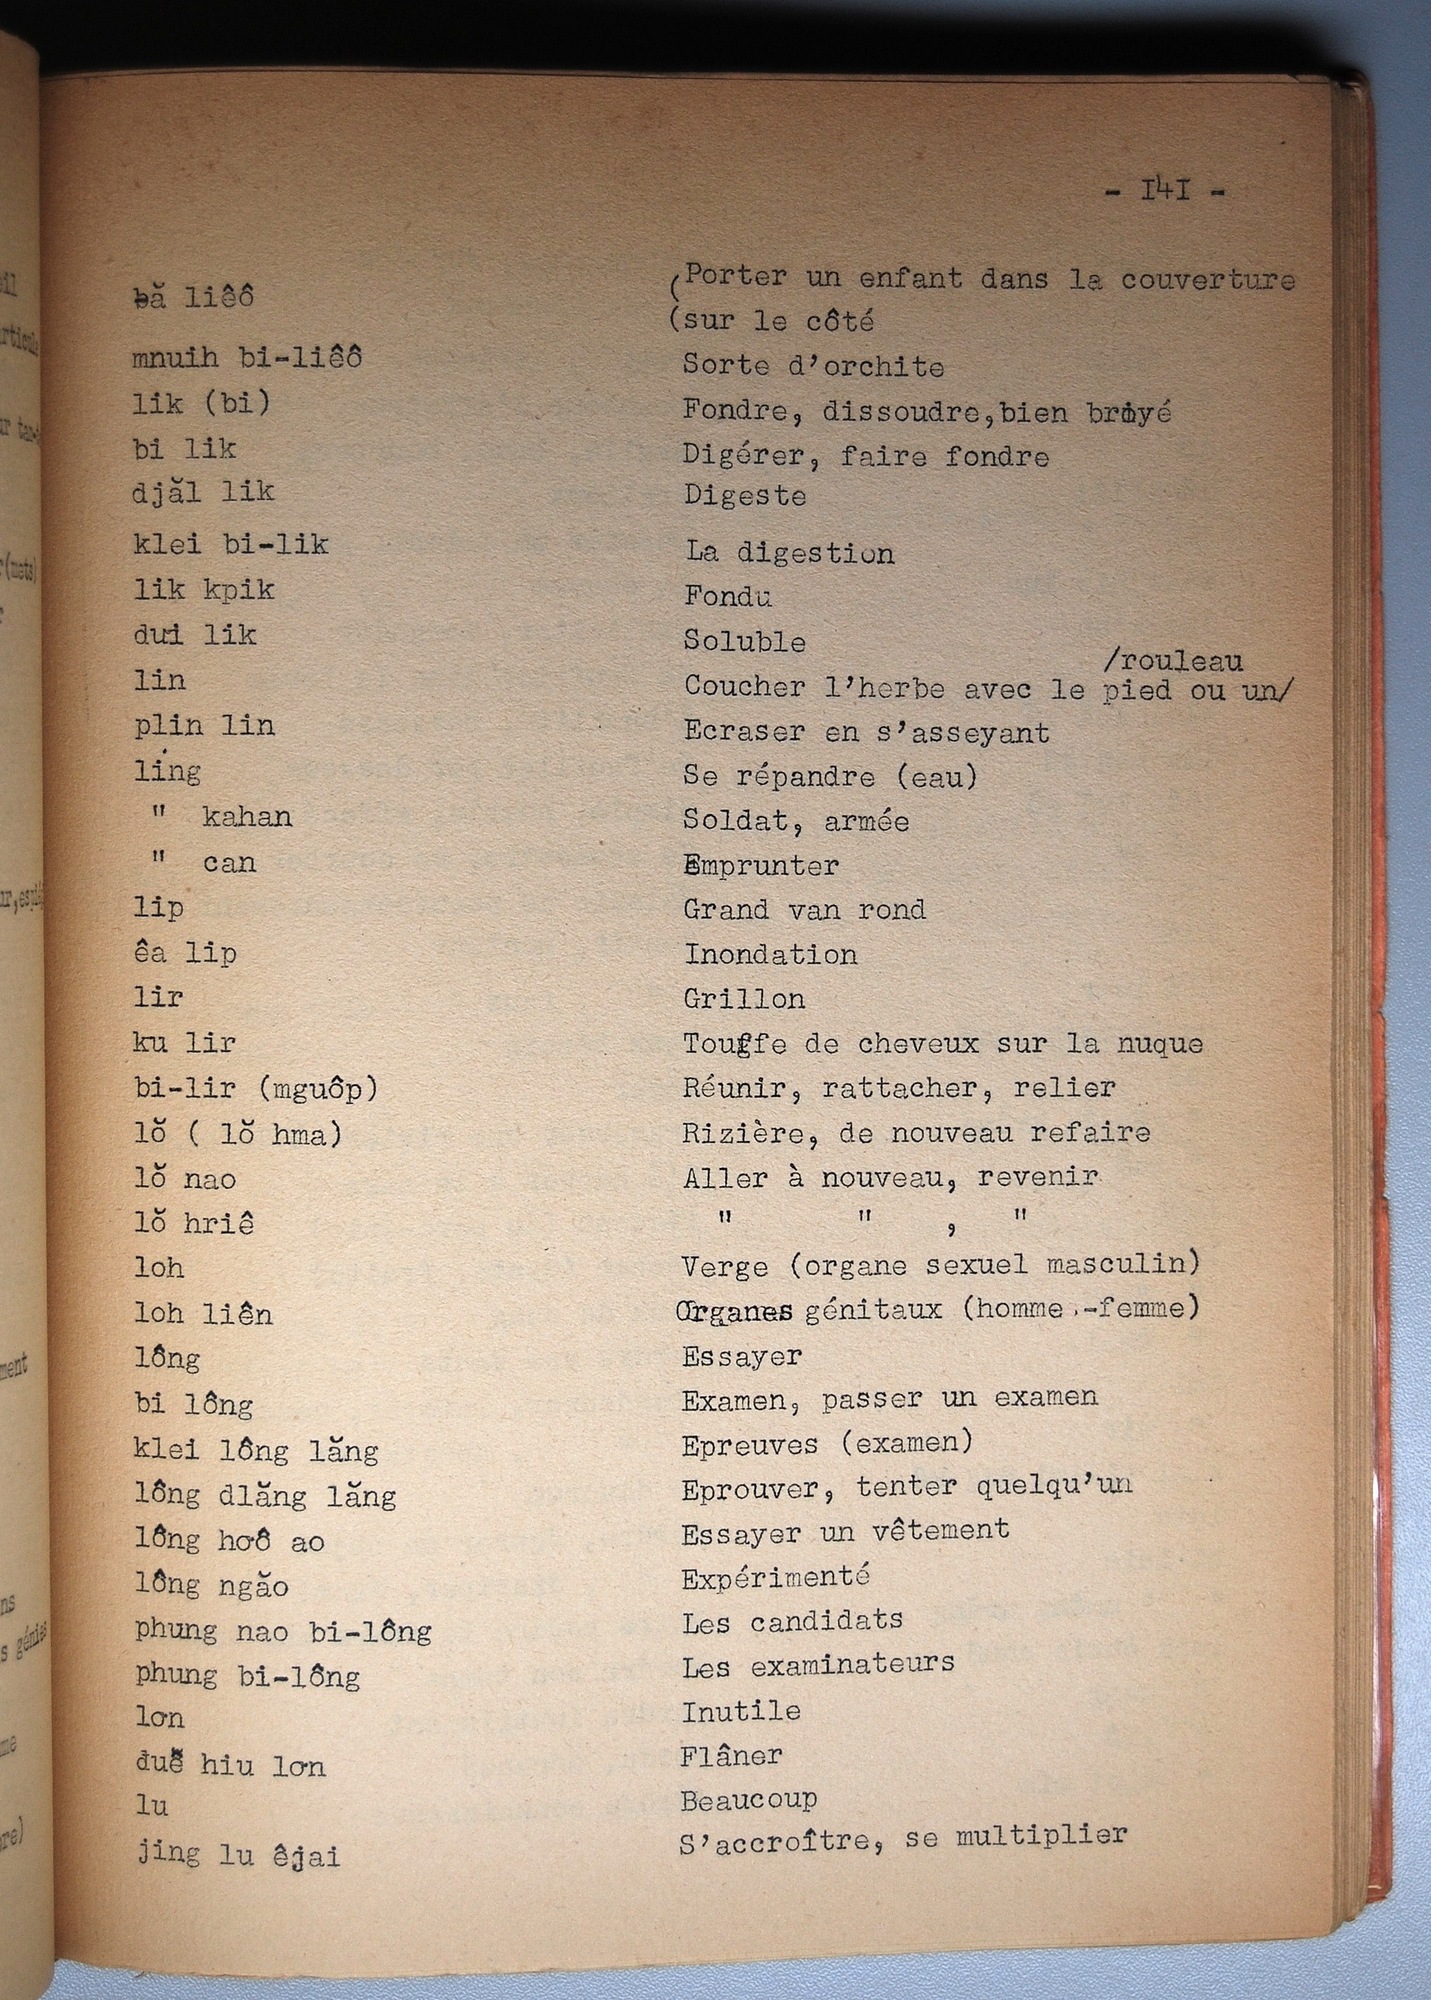 - I4I -
ƀă liêô (Porter un enfant dans la couverture
(sur le côté
mnuih bi-liêô Sorte d'orchite
lik (bi) Fondre, dissoudre,bien broyé
bi lik Digérer, faire fondre
djăl lik Digeste
klei bi-lik La digestion
lik kpik Fondu
dui lik Soluble
/rouleau
lin Coucher l'herbe avec le pied ou un/
plin lin Ecraser en s'asseyant
ling Se répandre (eau)
" kahan Soldat, armée
" can Emprunter
lip Grand van rond
êa lip Inondation
lir Grillon
ku lir Touffe de cheveux sur la nuque
bi-lir (mguôp) Réunir, rattacher, relier
lŏ ( lŏ hma) Rizière, de nouveau refaire
lŏ nao Aller à nouveau, revenir
lŏ hriê " " , "
loh Verge (organe sexuel masculin)
loh liên Organes génitaux (homme -femme)
lông Essayer
bi lông Examen, passer un examen
klei lông lăng Epreuves (examen)
lông dlăng lăng Eprouver, tenter quelqu'un
lông hơô ao Essayer un vêtement
lông ngăo Expérimenté
phung nao bi-lông Les candidats
phung bi-lông Les examinateurs
lơn Inutile
hiu lơn Flâner
lu Beaucoup
jing lu êjai S'accroître, se multiplier